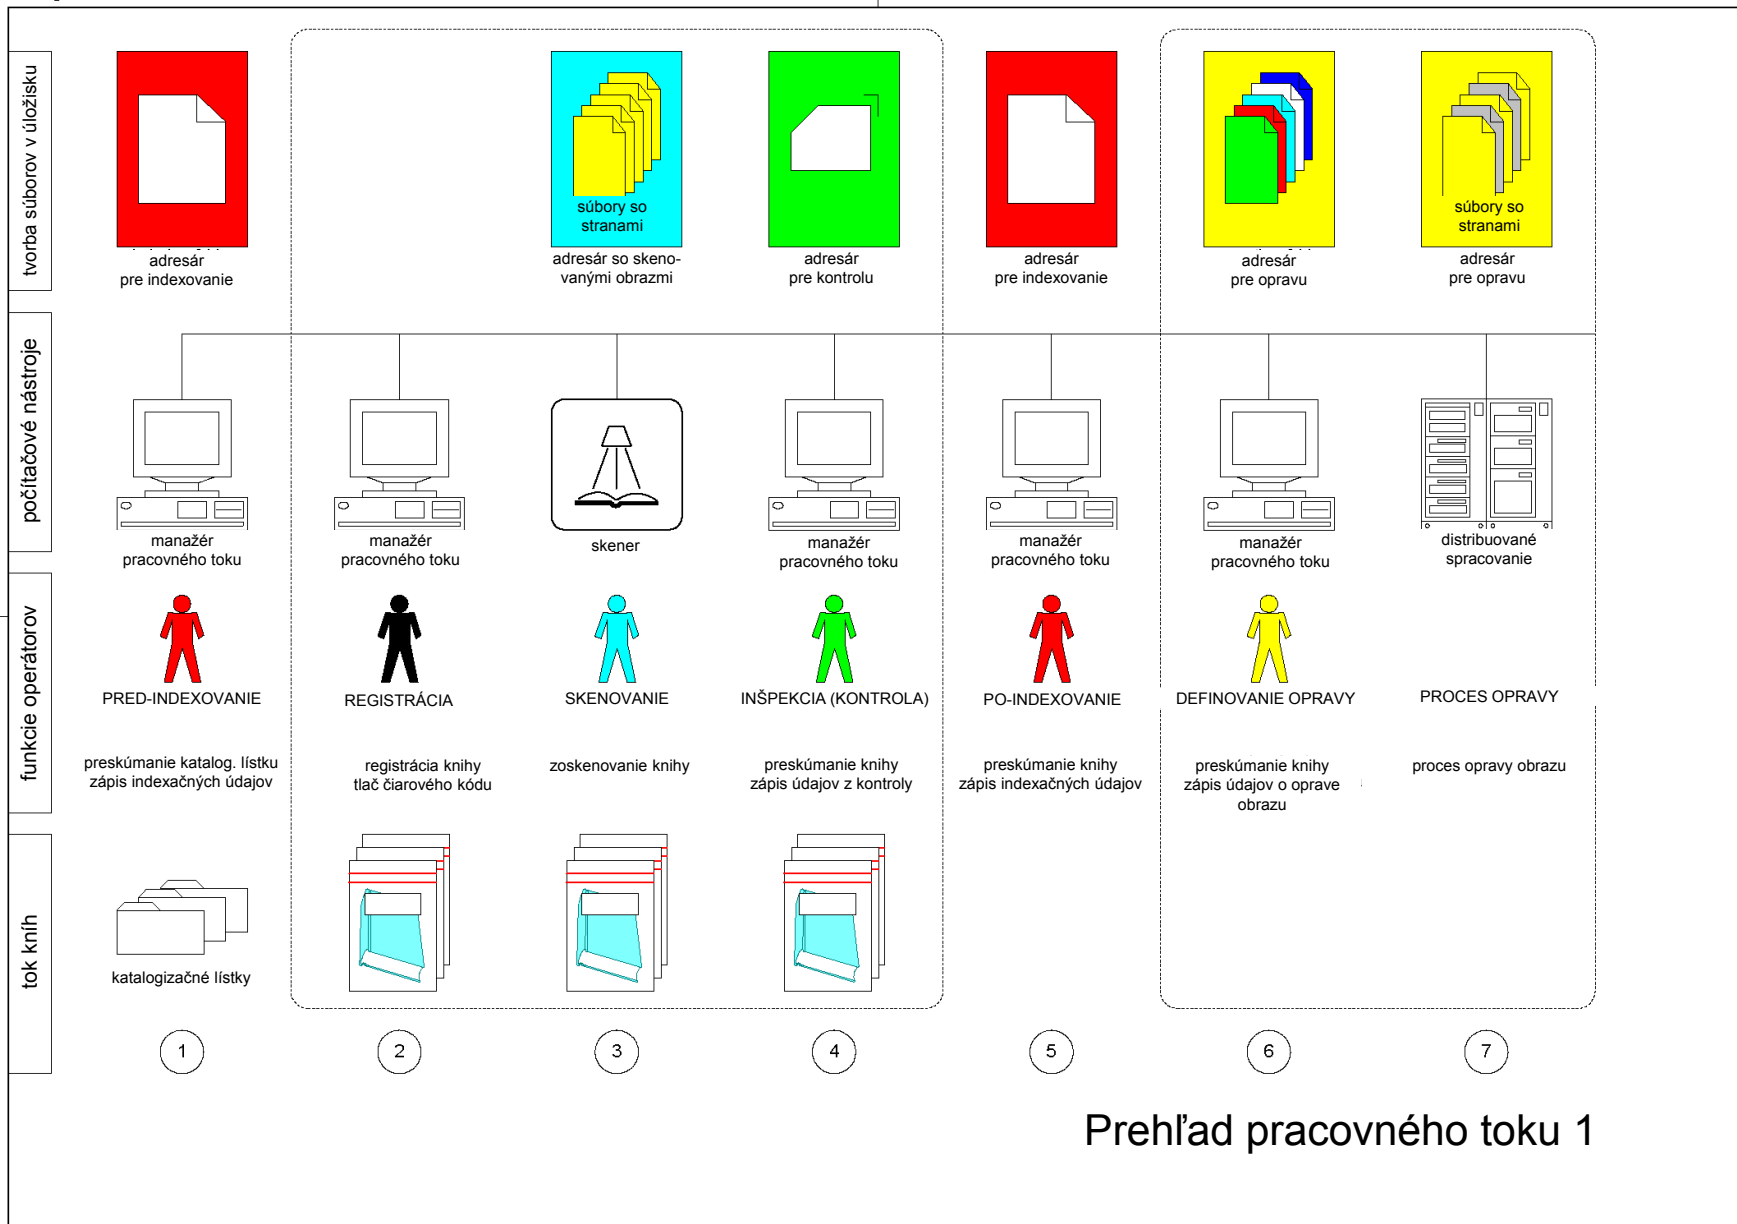 tvorba súborov v úložisku
súbory so
stranami
súbory so
stranami
adresár
pre indexovanie
adresár so skeno-
vanými obrazmi
adresár
pre kontrolu
adresár
pre indexovanie
adresár
pre opravu
adresár
pre opravu
počítačové nástroje
manažér
pracovného toku
manažér
pracovného toku
skener
manažér
pracovného toku
manažér
pracovného toku
manažér
pracovného toku
distribuované
spracovanie
funkcie operátorov
PRED-INDEXOVANIE
REGISTRÁCIA
SKENOVANIE
INŠPEKCIA (KONTROLA)
PO-INDEXOVANIE
DEFINOVANIE OPRAVY
PROCES OPRAVY
preskúmanie katalog. lístku
zápis indexačných údajov
registrácia knihy
tlač čiarového kódu
zoskenovanie knihy
preskúmanie knihy
zápis údajov z kontroly
preskúmanie knihy
zápis indexačných údajov
preskúmanie knihy
zápis údajov o oprave
obrazu
proces opravy obrazu
tok kníh
katalogizačné lístky
1
2
3
4
5
6
7
Prehľad pracovného toku 1